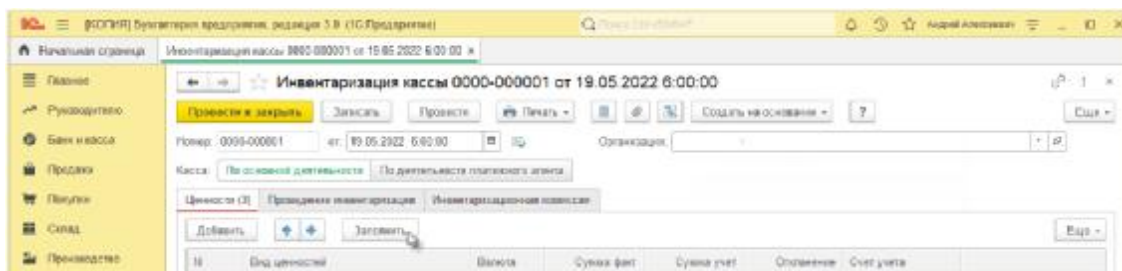 [КОПИЯ] Бухгалтерия предприятия, редакция 3.0 (1С:Предприятие)
Начальная страница Инвентаризация кассы 0000-000001 от 19.05.2022 6:00:00 ×
Главное Инвентаризация кассы 0000-000001 от 19.05.2022 6:00:00
Руководителю Провести и закрыть Записать Провести Печать Создать на основании ? Еще
Банк и касса Номер: 0000-000001 от: 19.05.2022 6:00:00 Организация:
Продажи Касса: По основной деятельности По деятельности платежного агента
Покупки Ценности (3) Проведение инвентаризации Инвентаризационная комиссия
Склад Добавить Заполнить Еще
Производство N Вид ценностей Валюта Сумма факт Сумма учет Отклонение Счет учета